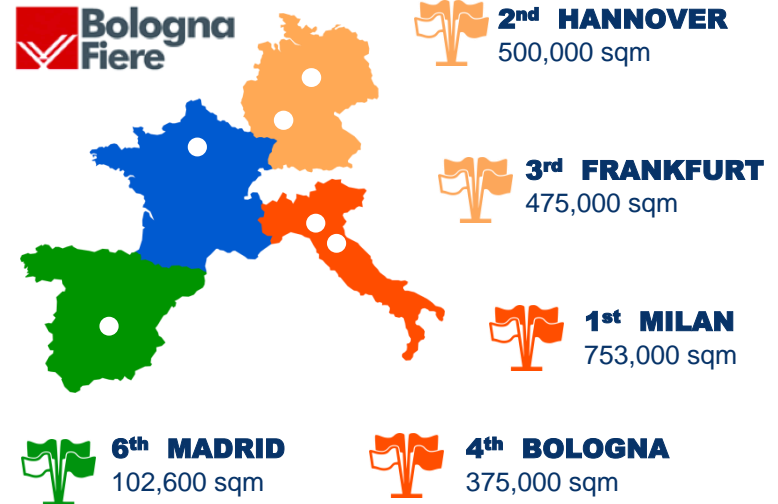 Bologna
Fiere
2nd HANNOVER
500,000 sqm
3rd FRANKFURT
475,000 sqm
1st MILAN
753,000 sqm
6th MADRID
102,600 sqm
4th BOLOGNA
375,000 sqm